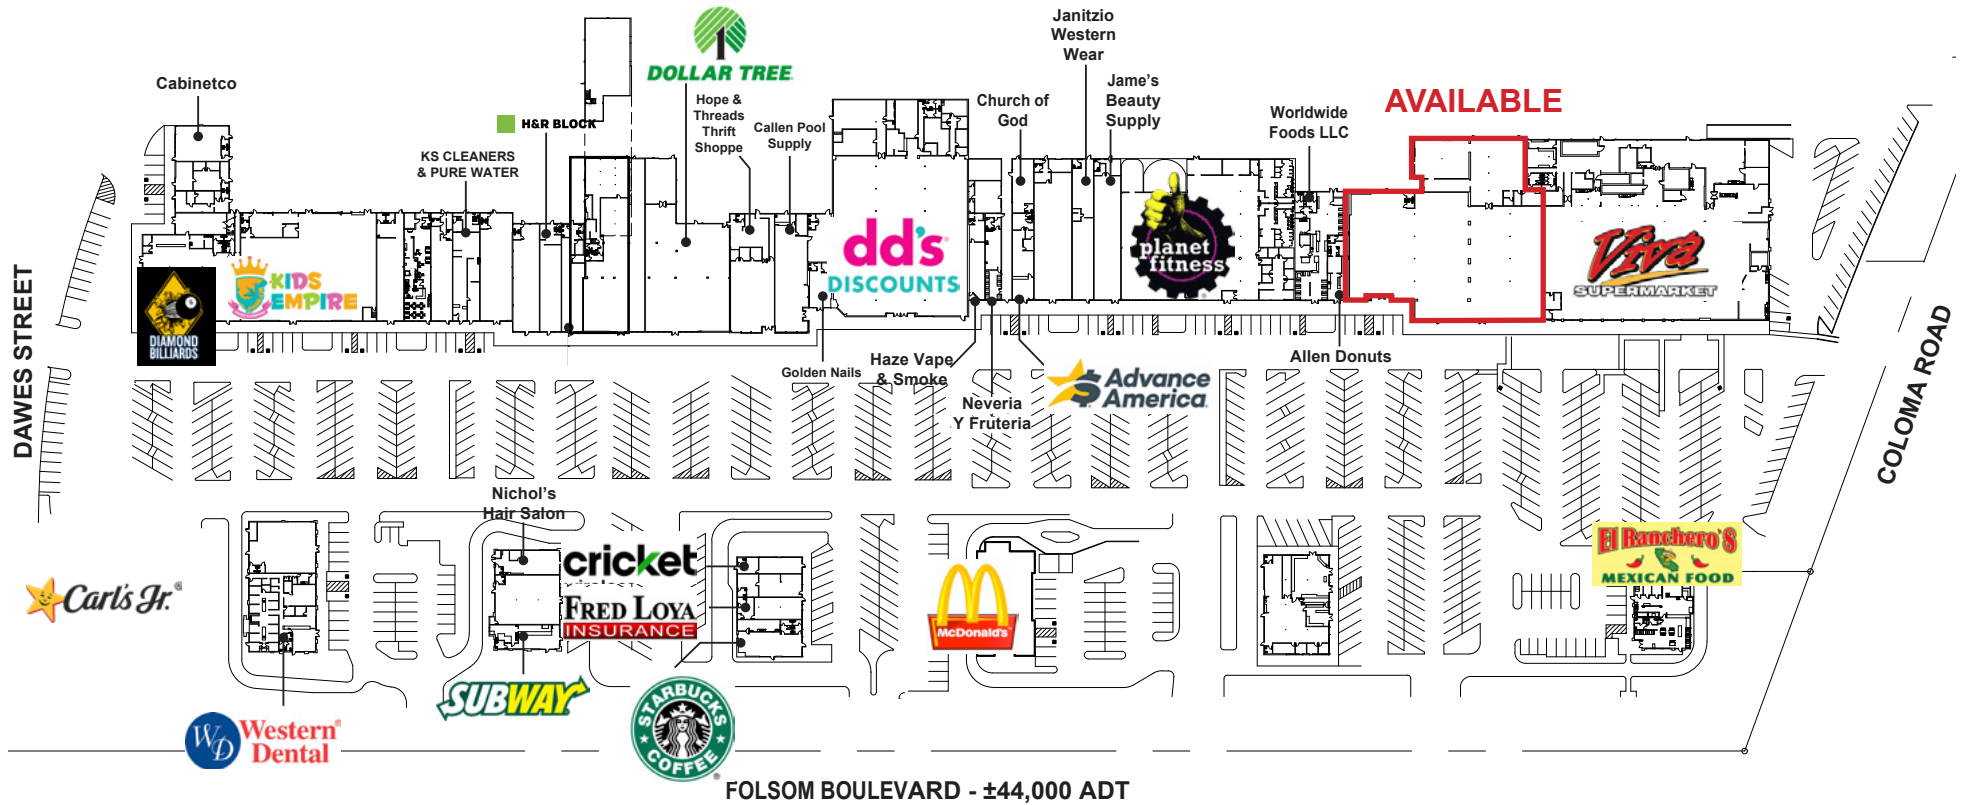 Cabinetco
H&R BLOCK
KS CLEANERS
& PURE WATER
DOLLAR TREE
Hope &
Threads
Thrift
Shoppe
Callen Pool
Supply
Church of
God
Janitzio
Western
Wear
Jame's
Beauty
Supply
Worldwide
Foods LLC
AVAILABLE
DIAMOND
BILLIARDS
KIDS
EMPIRE
dd's
DISCOUNTS
planet
fitness
Viva
SUPERMARKET
DAWES STREET
COLOMA ROAD
Golden Nails
Haze Vape
& Smoke
Neveria
Y Fruteria
Advance
America
Allen Donuts
Nichol's
Hair Salon
cricket
FRED LOYA
INSURANCE
Carl's Jr.
McDonald's
El Ranchero's
MEXICAN FOOD
SUBWAY
WD Western
Dental
STARBUCKS
COFFEE
FOLSOM BOULEVARD - ±44,000 ADT